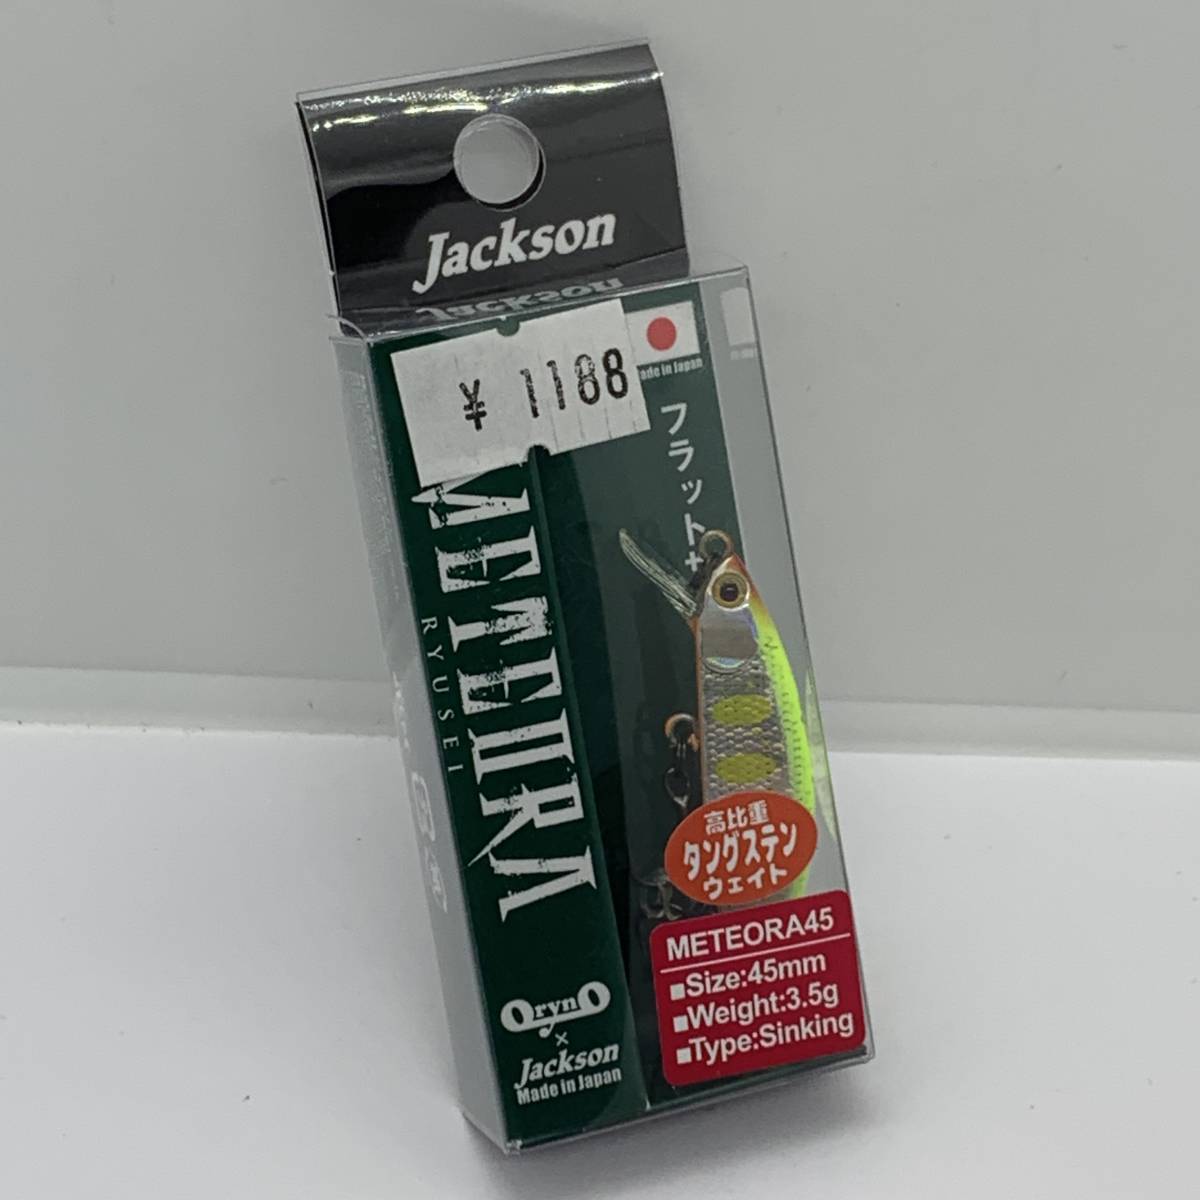 Jackson
¥ 1188
Made in Japan
フラット+
METEORA
RYUSEI
高比重
タングステン
ウェイト
METEORA45
■Size:45mm
■Weight:3.5g
■Type:Sinking
OrynO
×
Jackson
Made in Japan